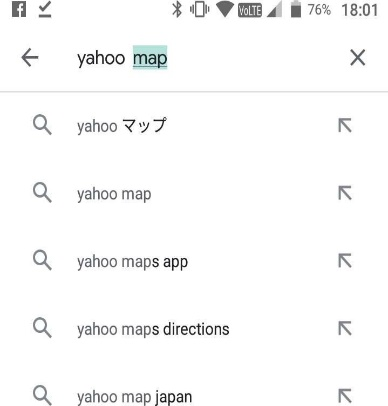 VoLTE 76% 18:01
yahoo map
yahoo マップ
yahoo map
yahoo maps app
yahoo maps directions
yahoo map japan